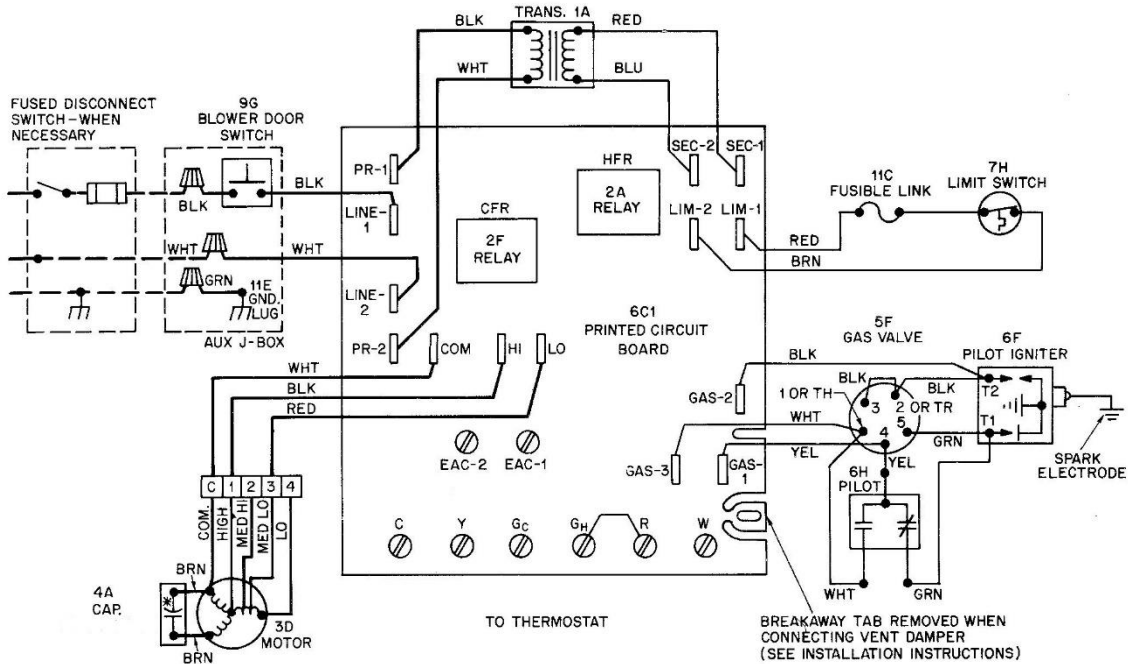 TRANS. 1A
BLK
RED
WHT
BLU
FUSED DISCONNECT
SWITCH-WHEN
NECESSARY
9G
BLOWER DOOR
SWITCH
BLK
BLK
WHT
WHT
GRN
11E
GND.
LUG
AUX J-BOX
PR-1
LINE-
1
LINE-
2
PR-2
CFR
2F
RELAY
HFR
2A
RELAY
SEC-2
SEC-1
LIM-2
LIM-1
11C
FUSIBLE LINK
7H
LIMIT SWITCH
RED
BRN
6C1
PRINTED CIRCUIT
BOARD
COM
HI
LO
WHT
BLK
RED
EAC-2
EAC-1
GAS-2
GAS-3
GAS-
1
BLK
WHT
YEL
5F
GAS VALVE
1 OR TH
BLK
3
2 OR TR
4
5
BLK
GRN
6F
PILOT IGNITER
T2
T1
SPARK
ELECTRODE
YEL
6H
PILOT
WHT
GRN
C
Y
GC
GH
R
W
C
1
2
3
4
COM.
HIGH
MED HI
MED LO
LO
BRN
4A
CAP.
*
BRN
3D
MOTOR
TO THERMOSTAT
BREAKAWAY TAB REMOVED WHEN
CONNECTING VENT DAMPER
(SEE INSTALLATION INSTRUCTIONS)